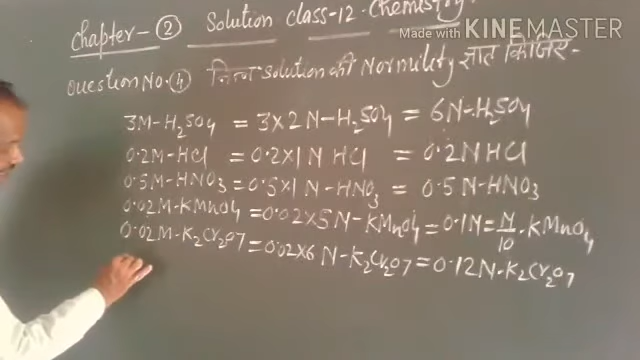 Made with KINEMASTER
Chapter-② Solution class-12. Chemistry.
Question No. ④ निम्न solution की Normility ज्ञात किजिए-
3M-H₂SO₄ = 3×2 N-H₂SO₄ = 6N-H₂SO₄
0.2M-HCl = 0.2×1 N HCl = 0.2N HCl
0.5M-HNO₃ = 0.5×1 N-HNO₃ = 0.5 N-HNO₃
0.02M-KMnO₄ = 0.02×5N-KMnO₄ = 0.1N = N/10 - KMnO₄
0.02M-K₂Cr₂O₇ = 0.02×6 N-K₂Cr₂O₇ = 0.12N-K₂Cr₂O₇